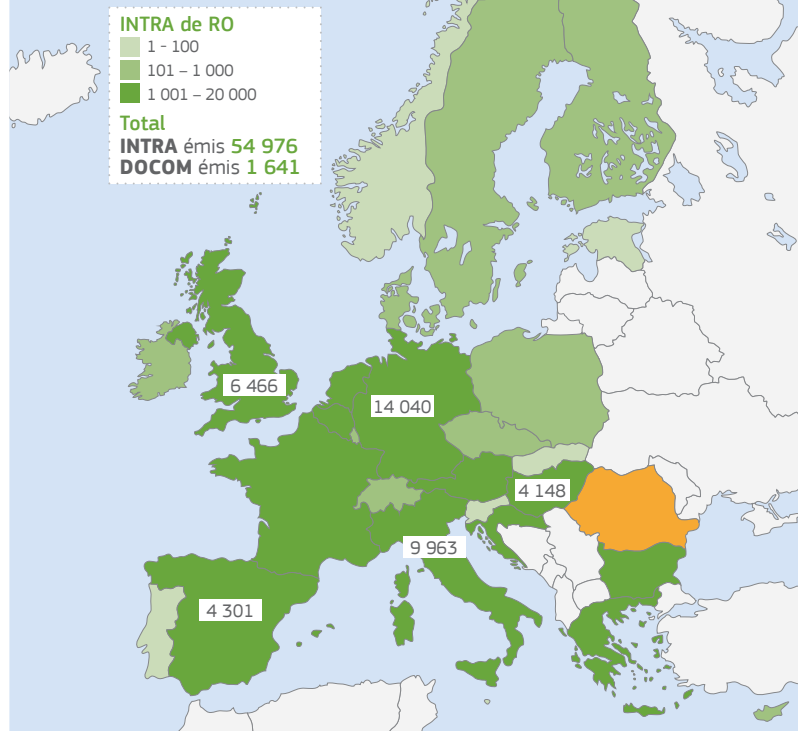 INTRA de RO
1 - 100
101 – 1 000
1 001 – 20 000
Total
INTRA émis 54 976
DOCOM émis 1 641
6 466
14 040
4 148
9 963
4 301